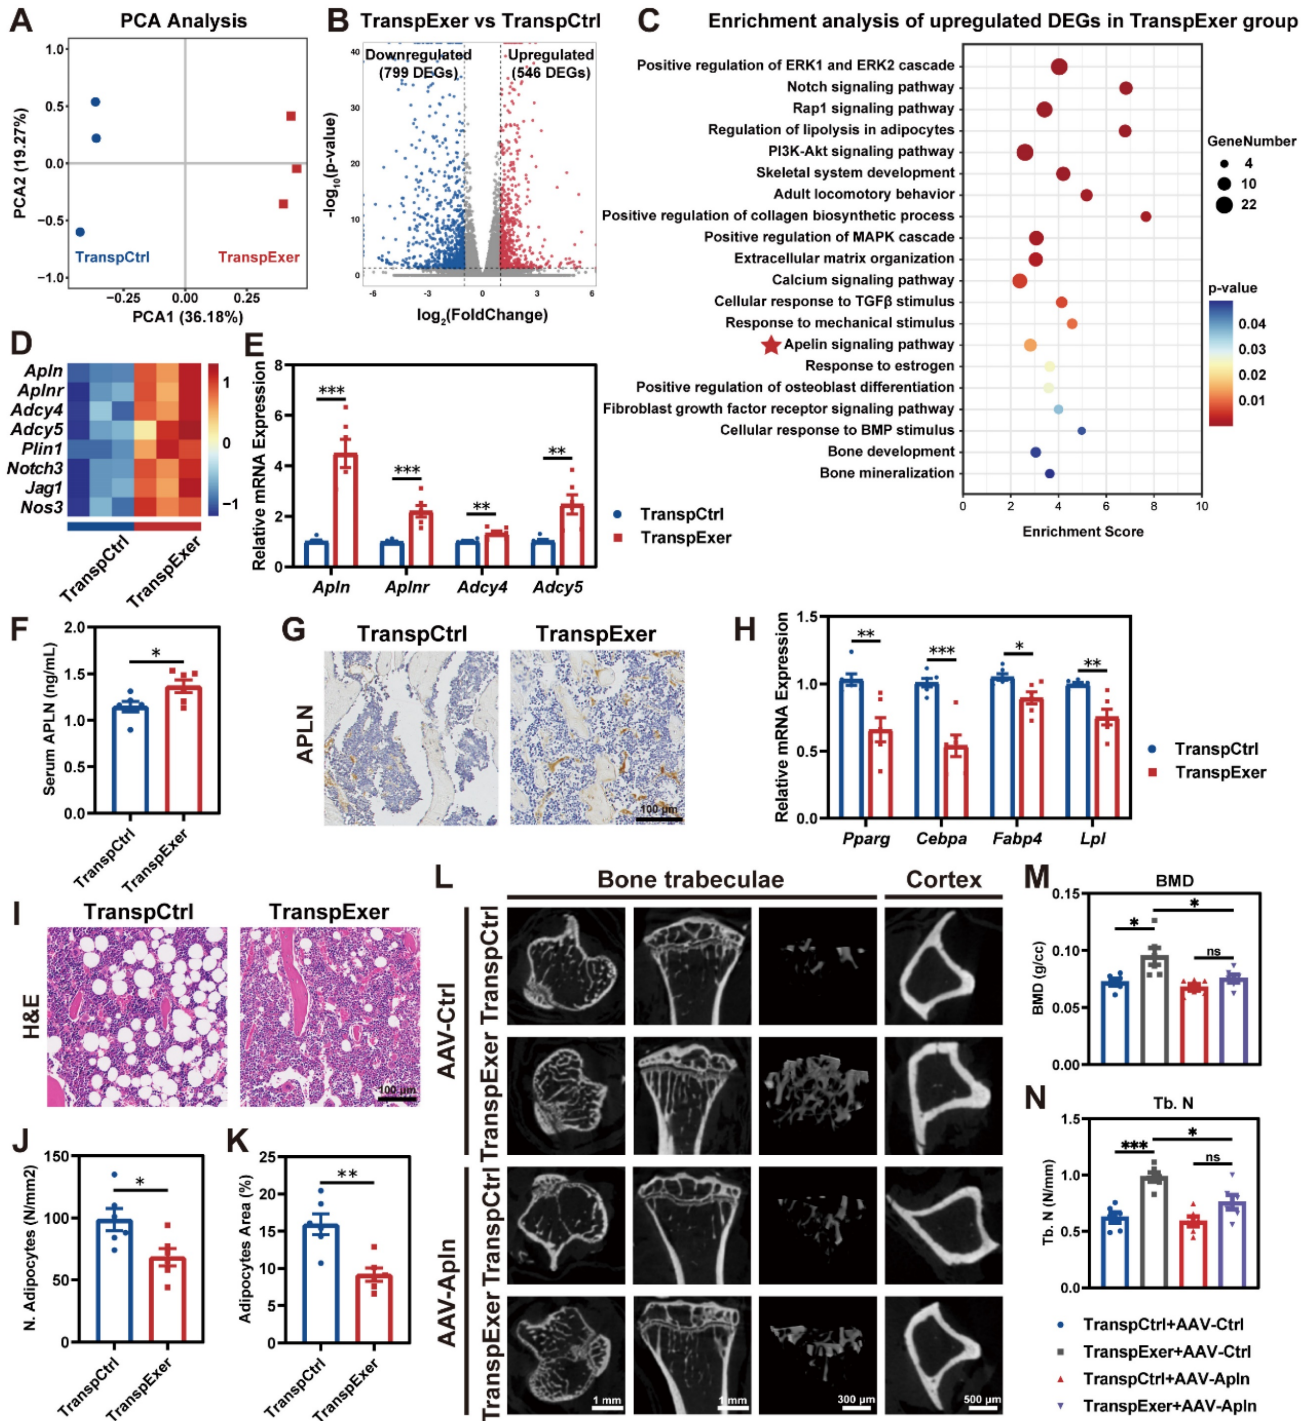 A
PCA Analysis
PCA2 (19.27%)
1.0
0.5
0.0
−0.5
−1.0
TranspCtrl
TranspExer
−0.25
0.00
0.25
PCA1 (36.18%)
B
TranspExer vs TranspCtrl
Downregulated
(799 DEGs)
Upregulated
(546 DEGs)
-log10(p-value)
40
30
20
10
0
-6
-3
0
3
6
log2(FoldChange)
C
Enrichment analysis of upregulated DEGs in TranspExer group
Positive regulation of ERK1 and ERK2 cascade
Notch signaling pathway
Rap1 signaling pathway
Regulation of lipolysis in adipocytes
PI3K-Akt signaling pathway
Skeletal system development
Adult locomotory behavior
Positive regulation of collagen biosynthetic process
Positive regulation of MAPK cascade
Extracellular matrix organization
Calcium signaling pathway
Cellular response to TGFβ stimulus
Response to mechanical stimulus
Apelin signaling pathway
Response to estrogen
Positive regulation of osteoblast differentiation
Fibroblast growth factor receptor signaling pathway
Cellular response to BMP stimulus
Bone development
Bone mineralization
0
2
4
6
8
10
Enrichment Score
GeneNumber
4
10
22
p-value
0.04
0.03
0.02
0.01
D
Apln
Aplnr
Adcy4
Adcy5
Plin1
Notch3
Jag1
Nos3
1
0
−1
TranspCtrl
TranspExer
E
Relative mRNA Expression
8
6
4
2
0
***
***
**
**
Apln
Aplnr
Adcy4
Adcy5
TranspCtrl
TranspExer
F
Serum APLN (ng/mL)
2.0
1.5
1.0
0.5
0.0
*
TranspCtrl
TranspExer
G
TranspCtrl
TranspExer
APLN
100 μm
H
Relative mRNA Expression
1.5
1.0
0.5
0.0
**
***
*
**
Pparg
Cebpa
Fabp4
Lpl
TranspCtrl
TranspExer
I
TranspCtrl
TranspExer
H&E
100 μm
J
N. Adipocytes (N/mm2)
150
100
50
0
*
TranspCtrl
TranspExer
K
Adipocytes Area (%)
25
20
15
10
5
0
**
TranspCtrl
TranspExer
L
Bone trabeculae
Cortex
AAV-Ctrl
TranspCtrl
TranspExer
AAV-Apln
TranspCtrl
TranspExer
1 mm
1 mm
300 μm
500 μm
M
BMD
BMD (g/cc)
0.15
0.10
0.05
0.00
*
*
ns
N
Tb. N
Tb. N (N/mm)
1.5
1.0
0.5
0.0
***
*
ns
TranspCtrl+AAV-Ctrl
TranspExer+AAV-Ctrl
TranspCtrl+AAV-Apln
TranspExer+AAV-Apln